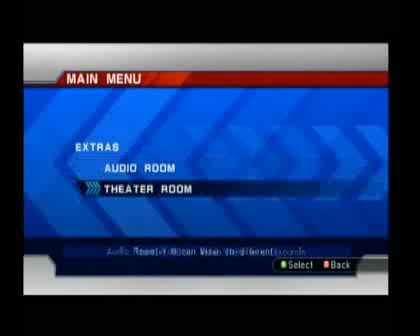 MAIN MENU
EXTRAS
AUDIO ROOM
THEATER ROOM
Select Back